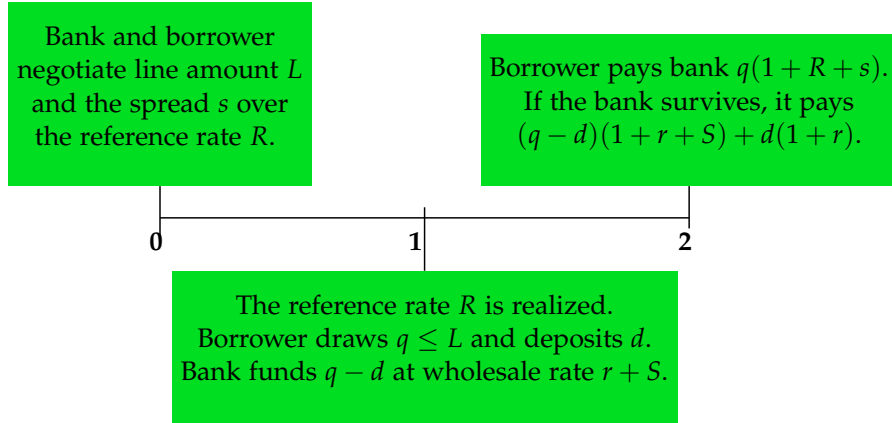 Bank and borrower
negotiate line amount L
and the spread s over
the reference rate R.
Borrower pays bank q(1 + R + s).
If the bank survives, it pays
(q − d)(1 + r + S) + d(1 + r).
0
1
2
The reference rate R is realized.
Borrower draws q ≤ L and deposits d.
Bank funds q − d at wholesale rate r + S.